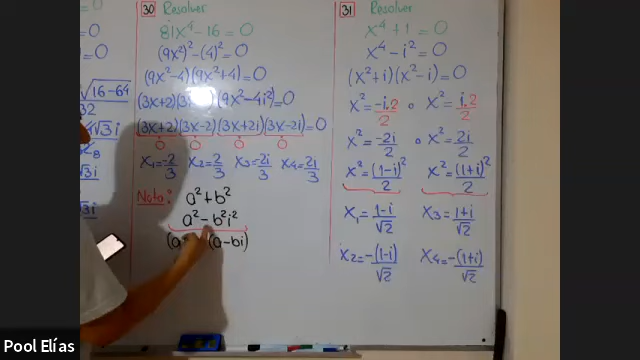 = 0
= 0
√(16-64
32
√3i
8
√3i
√3i
30 Resolver
81x⁴-16=0
(9x²)²-(4)²=0
(9x²-4)(9x²+4)=0
(9x²-4i²)=0
(3x+2)(3x-2)(3x+2i)(3x-2i)=0
0 0 0 0
x₁=-2/3 x₂=2/3 x₃=-2i/3 x₄=2i/3
Nota: a²+b²
a²-b²i²
(a-bi)
31 Resolver
x⁴+1=0
x⁴-i²=0
(x²+i)(x²-i)=0
x²=-i.2/2 o x²=i.2/2
x²=-2i/2 o x²=2i/2
x²=(1-i)²/2 x²=(1+i)²/2
x₁=1-i/√2 x₃=1+i/√2
x₂=-(1-i)/√2 x₄=-(1+i)/√2
Pool Elías